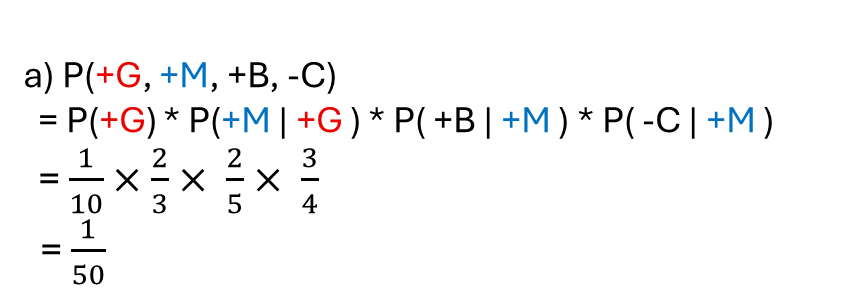 a) P(+G, +M, +B, -C)
= P(+G) * P(+M | +G ) * P( +B | +M ) * P( -C | +M )
= 1/10 × 2/3 × 2/5 × 3/4
= 1/50